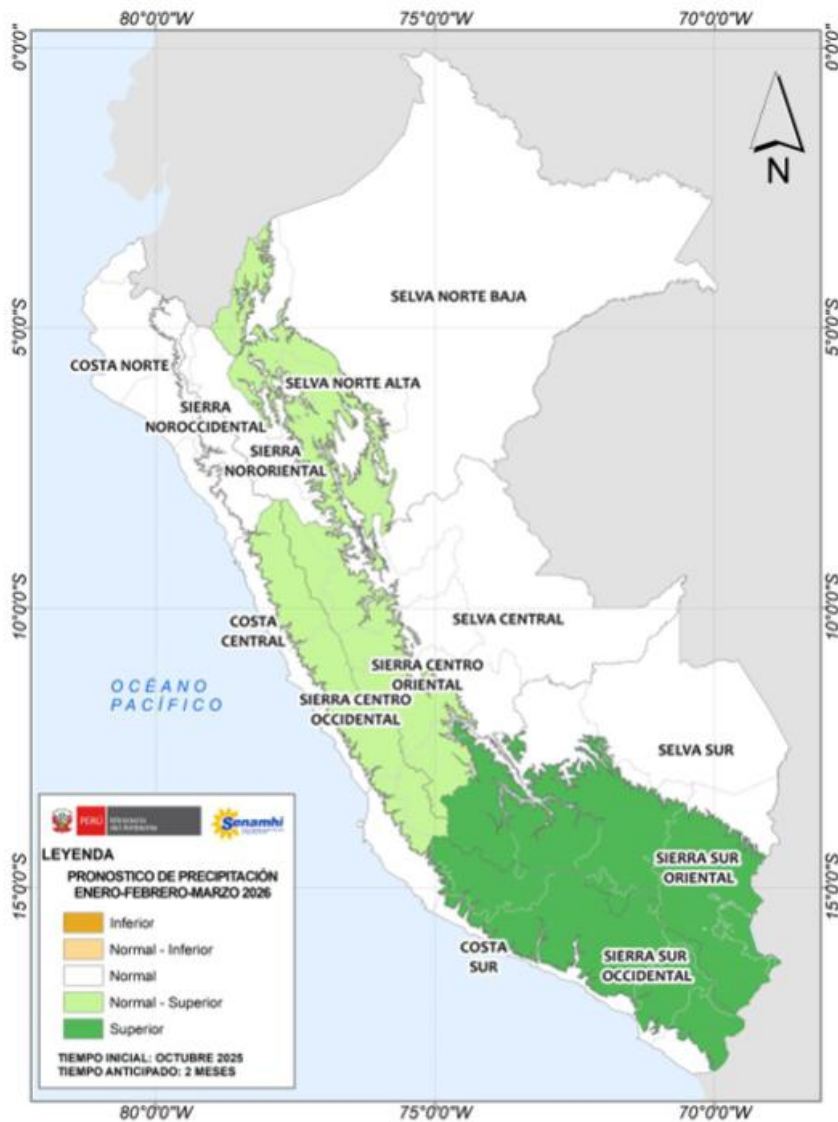 80°0'0"W 75°0'0"W 70°0'0"W
0°0'0" 0°0'0"
N
SELVA NORTE BAJA
5°0'0"S 5°0'0"S
COSTA NORTE
SELVA NORTE ALTA
SIERRA
NOROCCIDENTAL
SIERRA
NORORIENTAL
10°0'0"S 10°0'0"S
COSTA
CENTRAL
SELVA CENTRAL
SIERRA CENTRO
ORIENTAL
OCÉANO
PACÍFICO
SIERRA CENTRO
OCCIDENTAL
SELVA SUR
PERÚ Ministerio
del Ambiente
Senamhi
LEYENDA
PRONOSTICO DE PRECIPITACIÓN
ENERO-FEBRERO-MARZO 2026
Inferior
Normal - Inferior
Normal
Normal - Superior
Superior
TIEMPO INICIAL: OCTUBRE 2025
TIEMPO ANTICIPADO: 2 MESES
SIERRA SUR
ORIENTAL
15°0'0"S 15°0'0"S
COSTA
SUR
SIERRA SUR
OCCIDENTAL
80°0'0"W 75°0'0"W 70°0'0"W